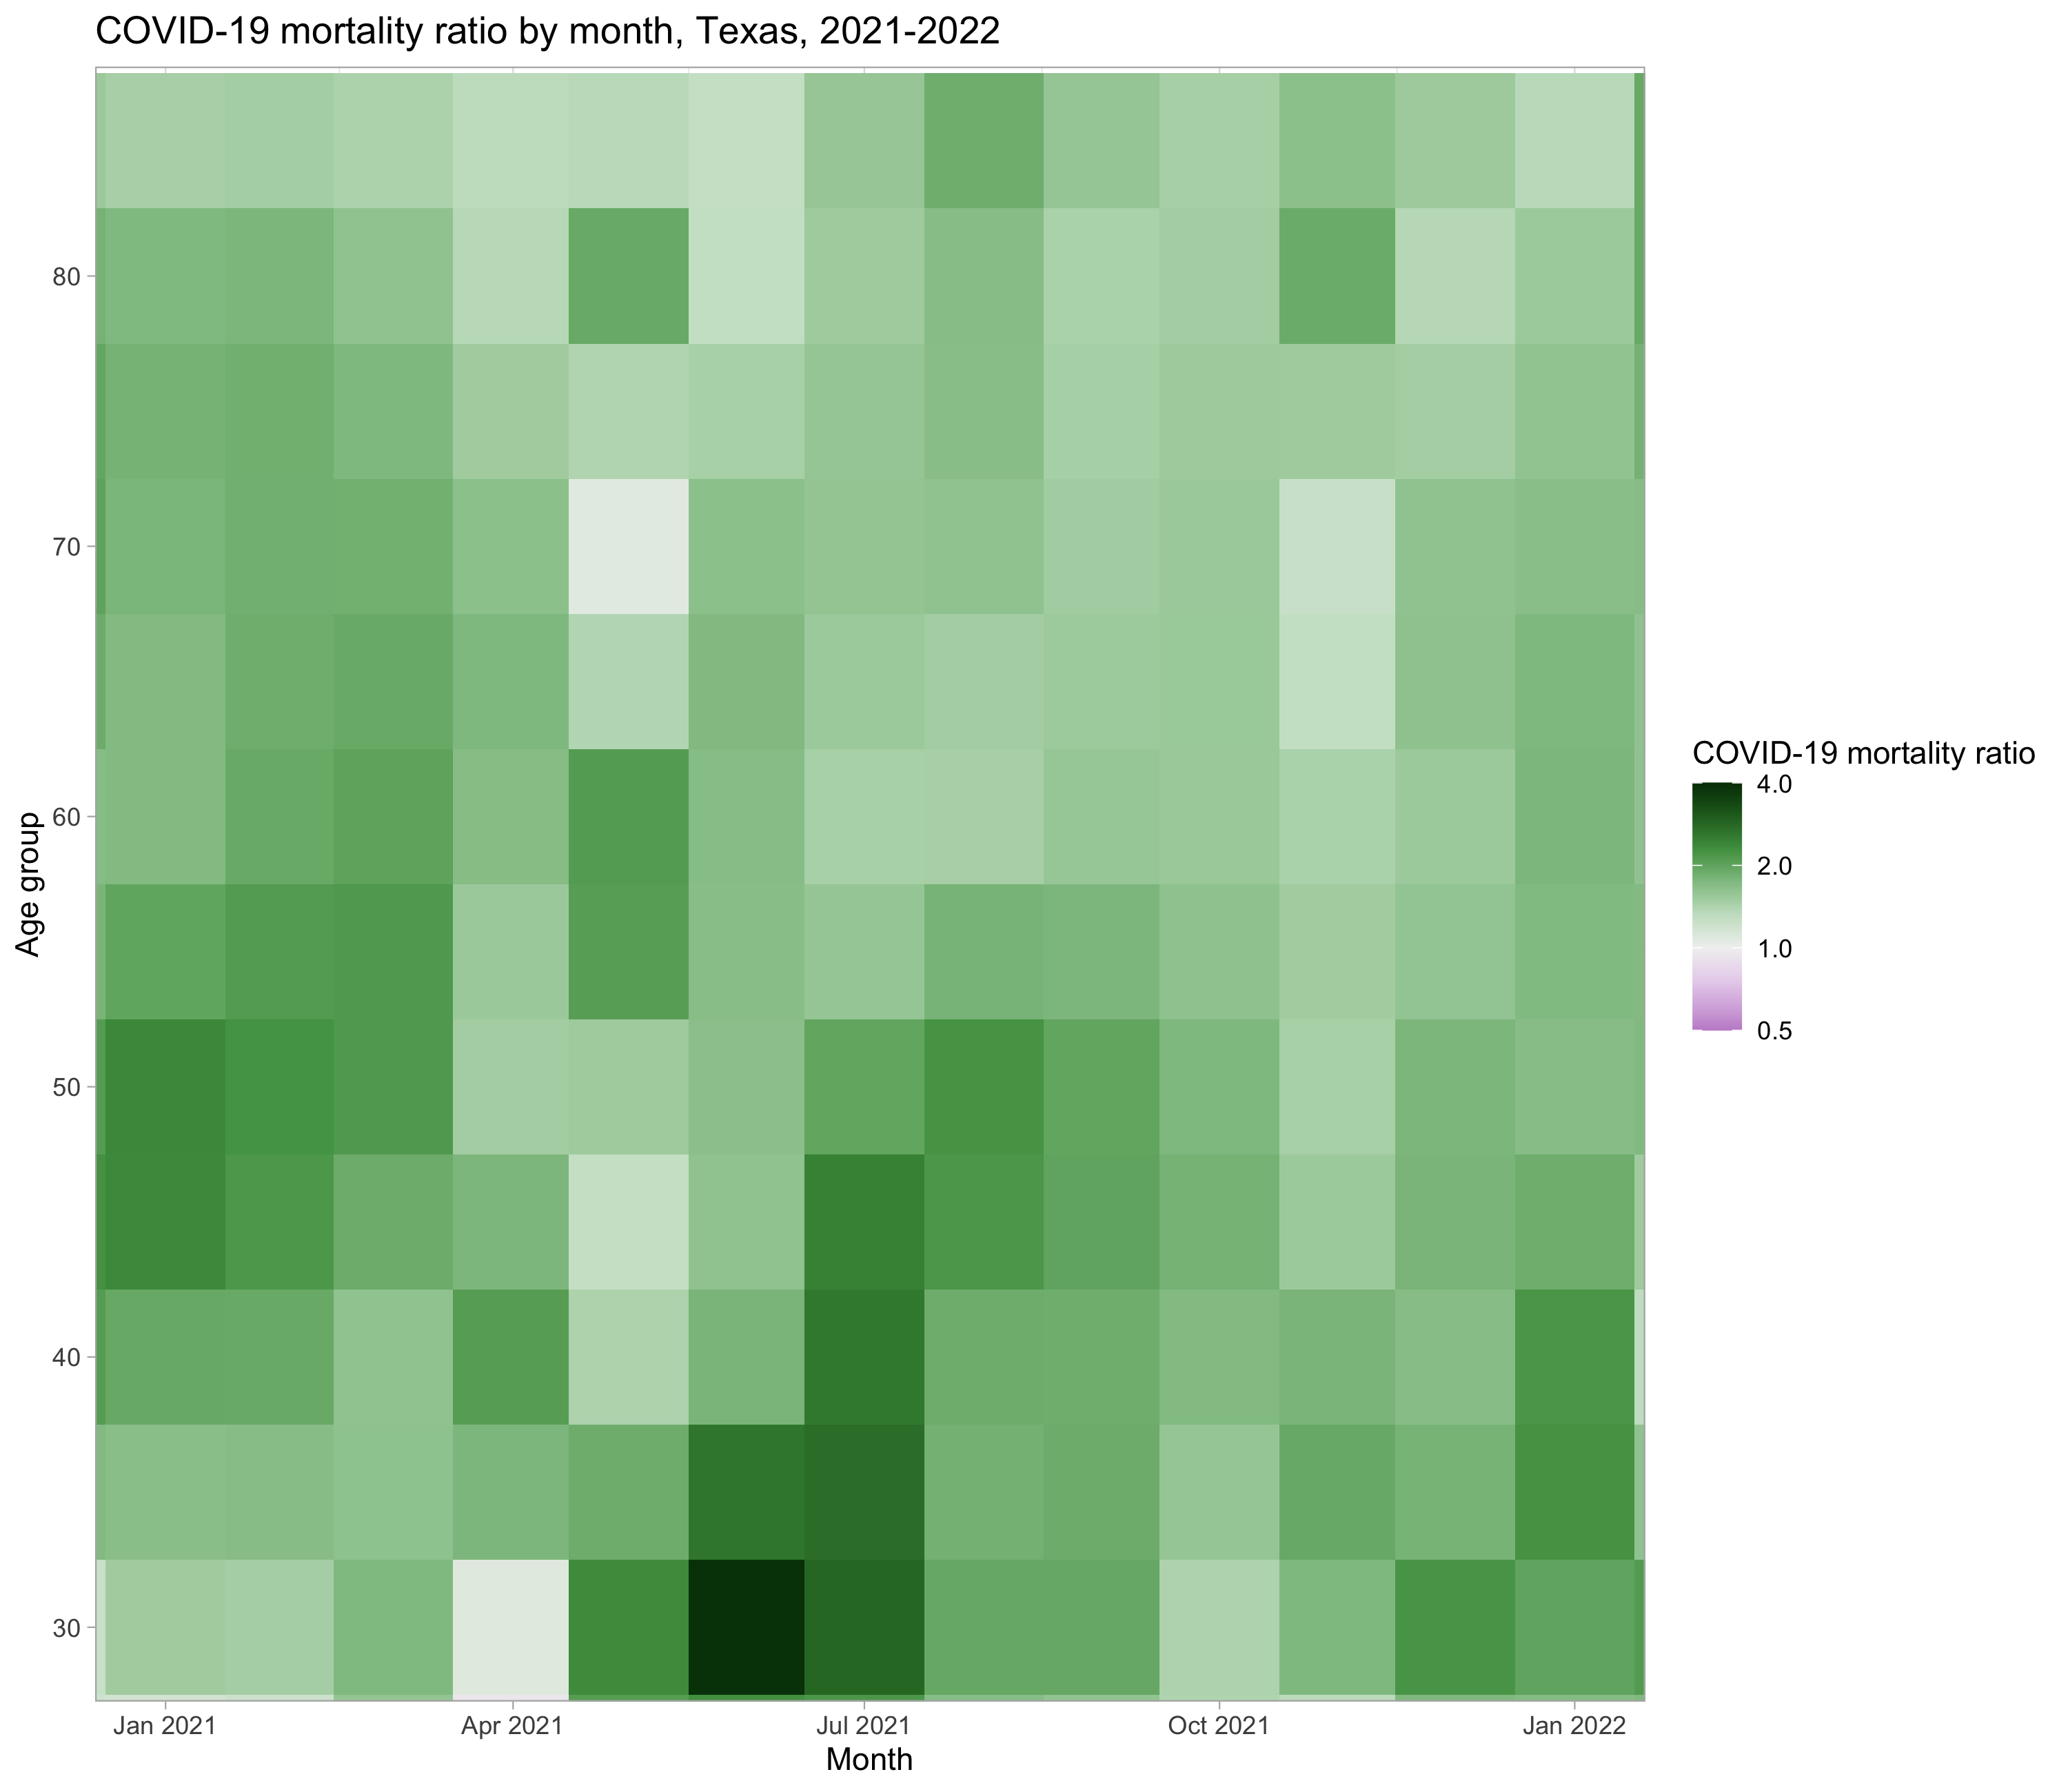 COVID-19 mortality ratio by month, Texas, 2021-2022
80
70
60
50
40
30
Age group
Jan 2021 Apr 2021 Jul 2021 Oct 2021 Jan 2022
Month
COVID-19 mortality ratio
4.0
2.0
1.0
0.5